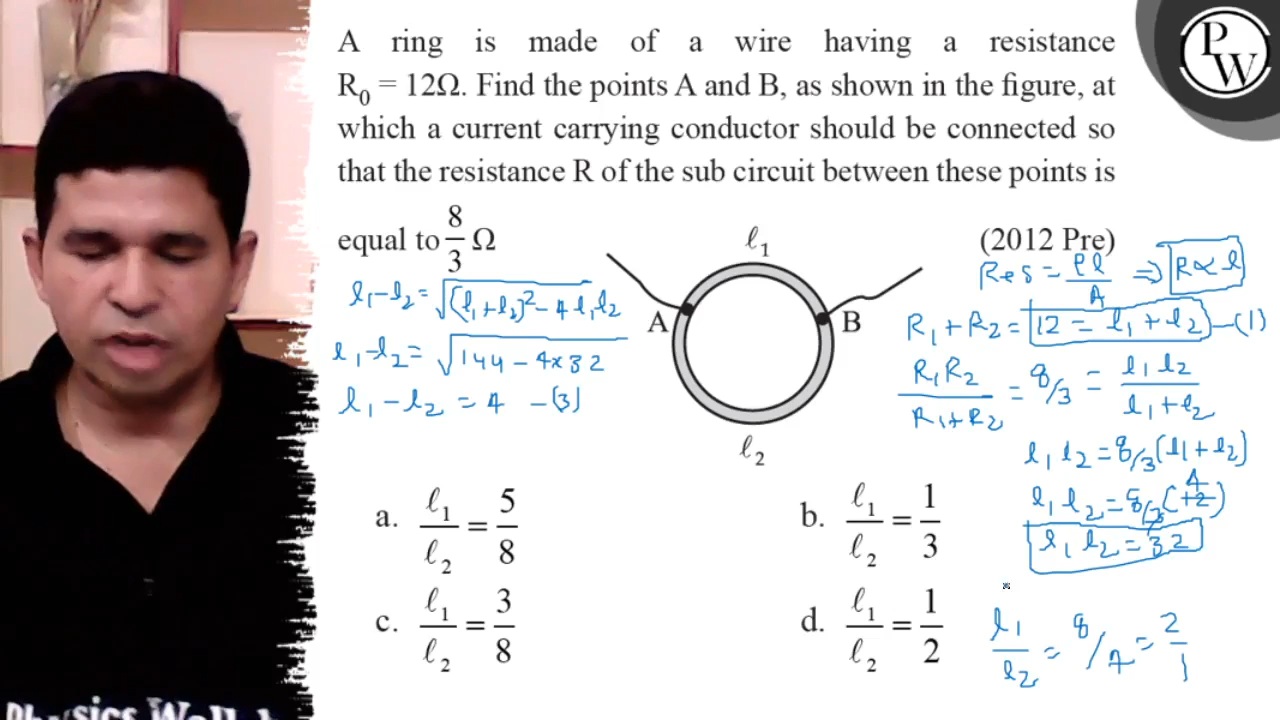 A ring is made of a wire having a resistance
R₀ = 12Ω. Find the points A and B, as shown in the figure, at
which a current carrying conductor should be connected so
that the resistance R of the sub circuit between these points is
equal to 8/3 Ω
(2012 Pre)
ℓ₁
A
B
ℓ₂
l₁-l₂ = √(l₁+l₂)² - 4 l₁l₂
l₁-l₂ = √144 - 4×32
l₁ - l₂ = 4 -(3)
Res = ρl/A ⇒ R∝l
R₁+R₂ = 12 = l₁+l₂ -(1)
R₁R₂/R₁+R₂ = 8/3 = l₁l₂/l₁+l₂
l₁l₂ = 8/3(l₁+l₂)
l₁l₂ = 8/3(12) 4
l₁l₂ = 32
l₁/l₂ = 8/4 = 2/1
a. ℓ₁/ℓ₂ = 5/8
b. ℓ₁/ℓ₂ = 1/3
c. ℓ₁/ℓ₂ = 3/8
d. ℓ₁/ℓ₂ = 1/2
PW